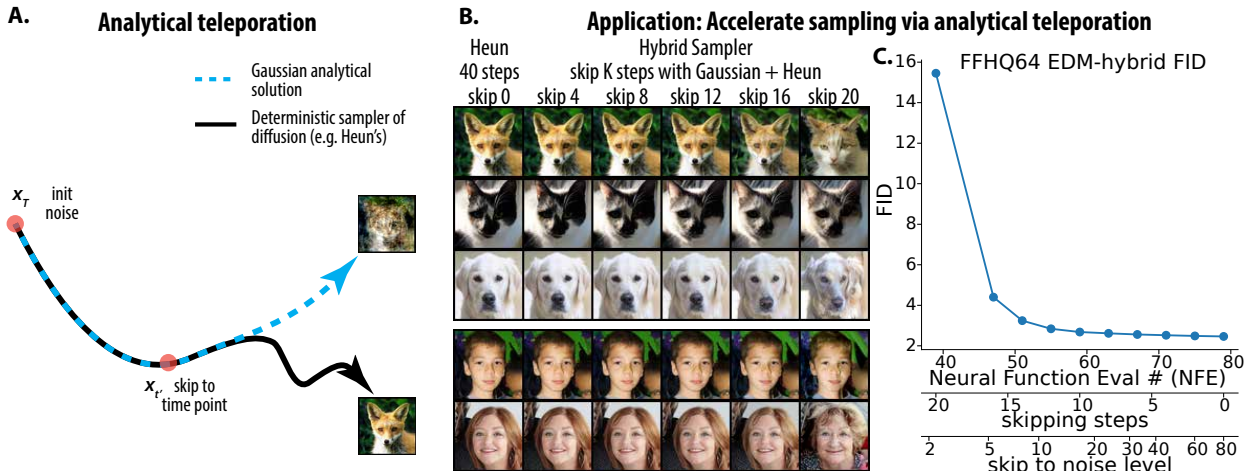 A.
Analytical teleporation
Gaussian analytical
solution
Deterministic sampler of
diffusion (e.g. Heun's)
x_T init
noise
x_t' skip to
time point
B.
Application: Accelerate sampling via analytical teleporation
Heun
40 steps
skip 0
Hybrid Sampler
skip K steps with Gaussian + Heun
skip 4 skip 8 skip 12 skip 16 skip 20
C.
FFHQ64 EDM-hybrid FID
FID
16
14
12
10
8
6
4
2
40 50 60 70 80
Neural Function Eval # (NFE)
20 15 10 5 0
skipping steps
2 5 10 20 30 40 60 80
skip to noise level